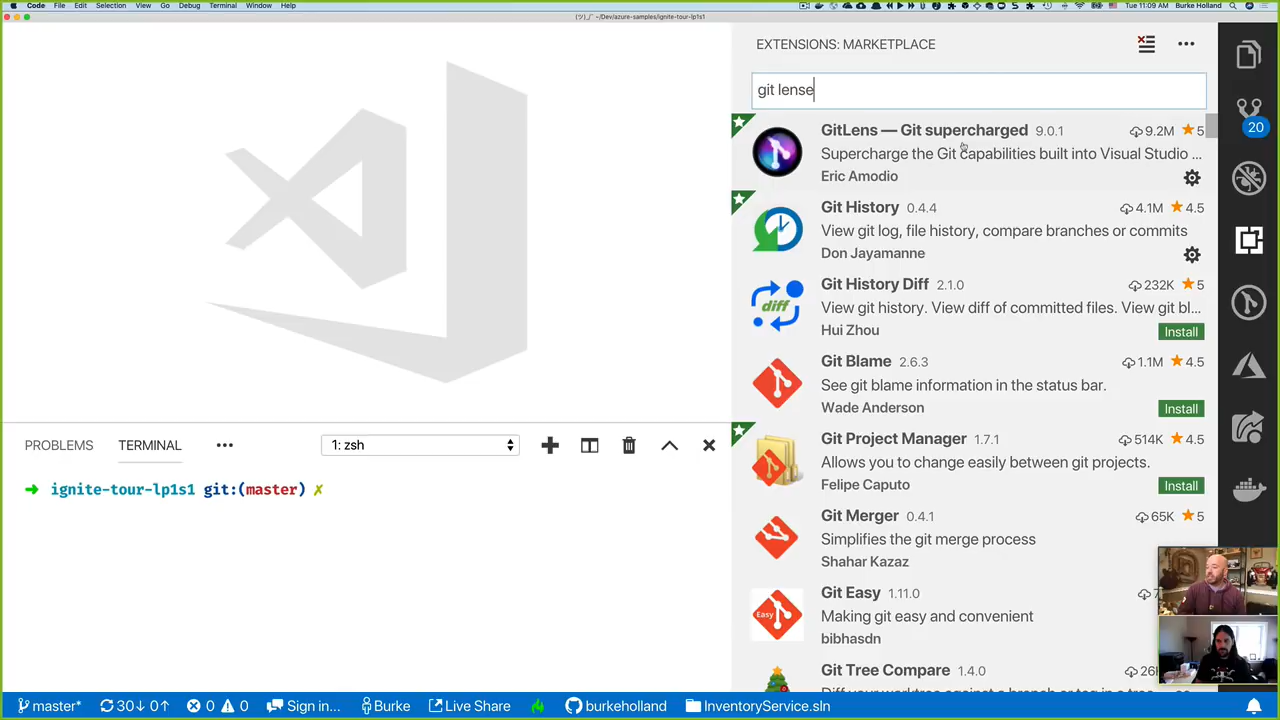 Code File Edit Selection View Go Debug Terminal Window Help
Tue 11:09 AM Burke Holland
~/Dev/azure-samples/ignite-tour-lp1s1
EXTENSIONS: MARKETPLACE
git lense
GitLens — Git supercharged 9.0.1 9.2M 5
Supercharge the Git capabilities built into Visual Studio ...
Eric Amodio
Git History 0.4.4 4.1M 4.5
View git log, file history, compare branches or commits
Don Jayamanne
Git History Diff 2.1.0 232K 5
diff
View git history. View diff of committed files. View git bl...
Hui Zhou Install
Git Blame 2.6.3 1.1M 4.5
See git blame information in the status bar.
Wade Anderson Install
Git Project Manager 1.7.1 514K 4.5
Allows you to change easily between git projects.
Felipe Caputo Install
Git Merger 0.4.1 65K 5
Simplifies the git merge process
Shahar Kazaz
Git Easy 1.11.0
Easy
Making git easy and convenient
bibhasdn
Git Tree Compare 1.4.0
20
PROBLEMS TERMINAL ••• 1: zsh
➜ ignite-tour-lp1s1 git:(master) ✗
master* 30↓ 0↑ 0 0 Sign in... Burke Live Share burkeholland InventoryService.sln